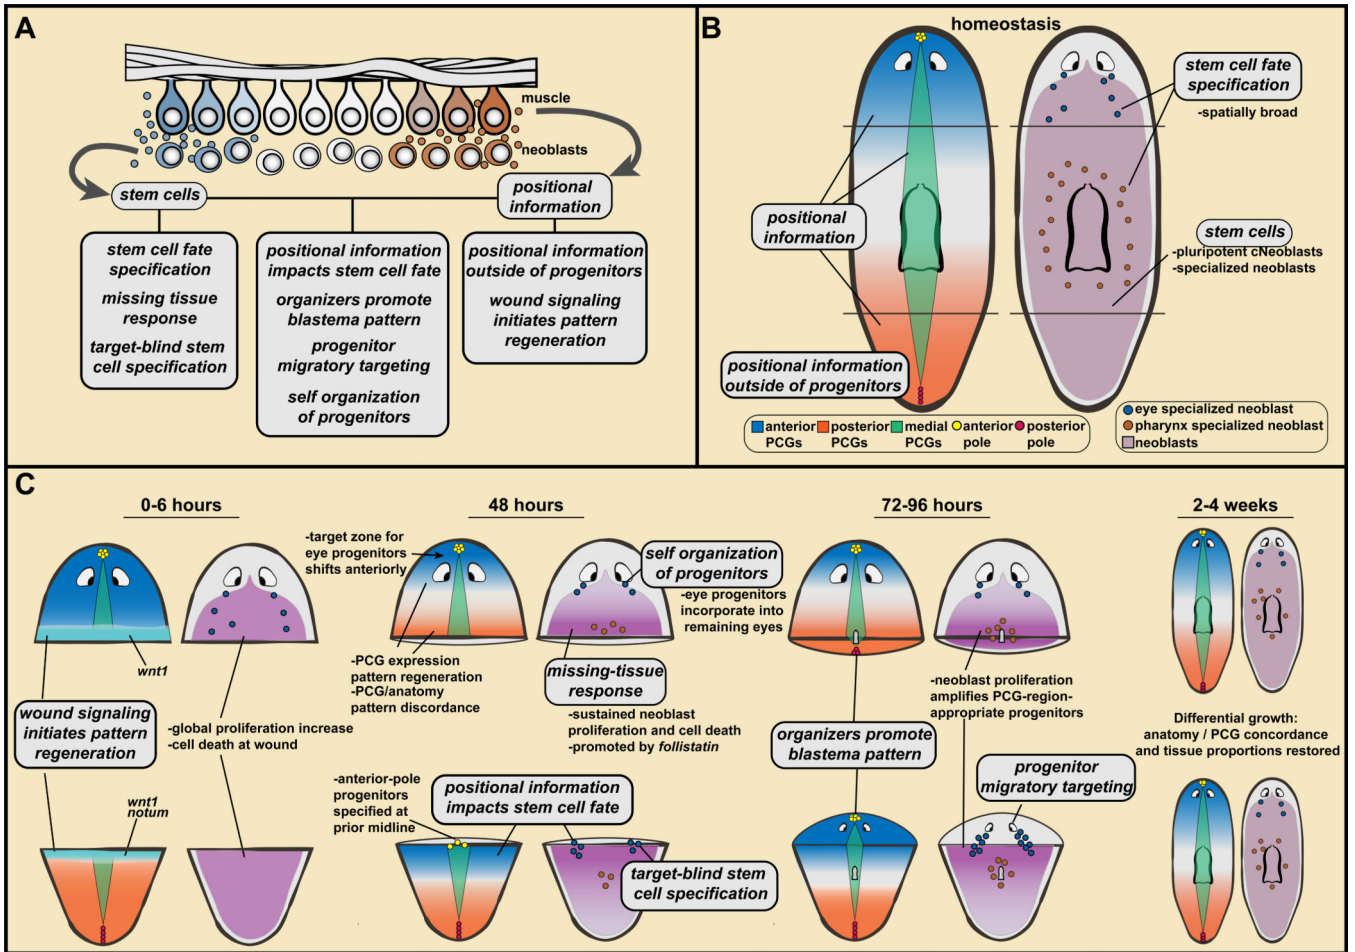 A
muscle
neoblasts
stem cells
positional
information
stem cell fate
specification
missing tissue
response
target-blind stem
cell specification
positional information
impacts stem cell fate
organizers promote
blastema pattern
progenitor
migratory targeting
self organization
of progenitors
positional information
outside of progenitors
wound signaling
initiates pattern
regeneration
B
homeostasis
stem cell fate
specification
-spatially broad
positional
information
stem cells
-pluripotent cNeoblasts
-specialized neoblasts
positional information
outside of progenitors
anterior
PCGs
posterior
PCGs
medial
PCGs
anterior
pole
posterior
pole
eye specialized neoblast
pharynx specialized neoblast
neoblasts
C
0-6 hours
48 hours
72-96 hours
2-4 weeks
-target zone for
eye progenitors
shifts anteriorly
self organization
of progenitors
-eye progenitors
incorporate into
remaining eyes
wnt1
-PCG expression
pattern regeneration
-PCG/anatomy
pattern discordance
missing-tissue
response
-sustained neoblast
proliferation and cell death
-promoted by follistatin
-neoblast proliferation
amplifies PCG-region-
appropriate progenitors
wound signaling
initiates pattern
regeneration
-global proliferation increase
-cell death at wound
organizers promote
blastema pattern
Differential growth:
anatomy / PCG concordance
and tissue proportions restored
progenitor
migratory targeting
-anterior-pole
progenitors
specified at
prior midline
positional information
impacts stem cell fate
wnt1
notum
target-blind stem
cell specification